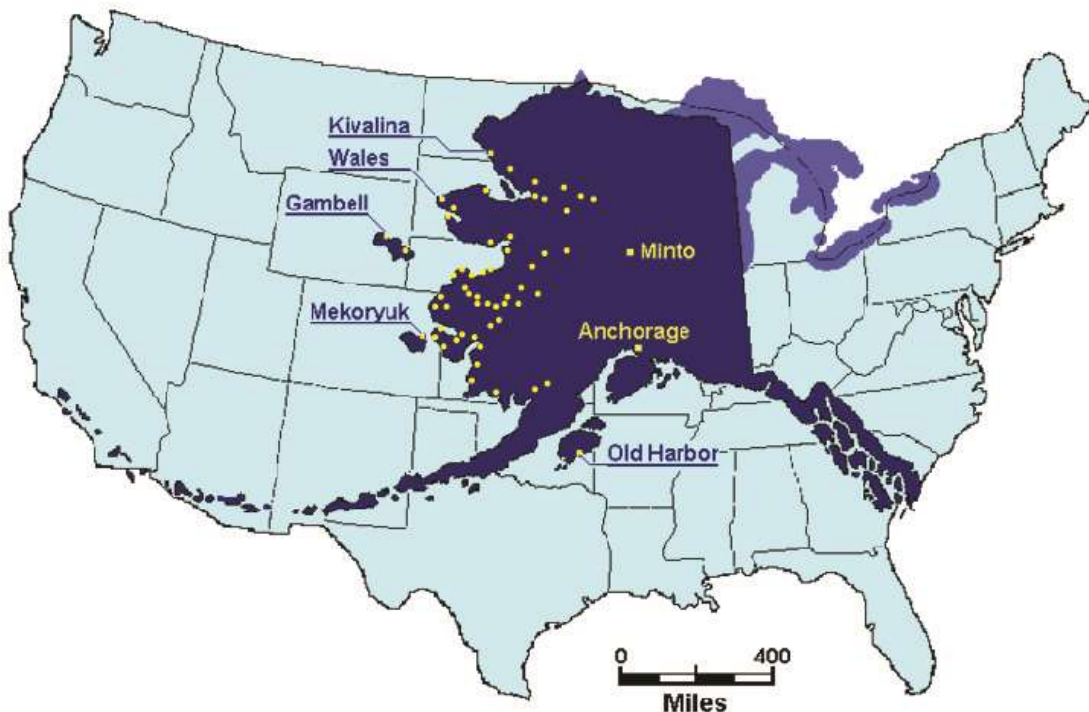 Kivalina
Wales
Gambell
Minto
Mekoryuk
Anchorage
Old Harbor
0 400
Miles